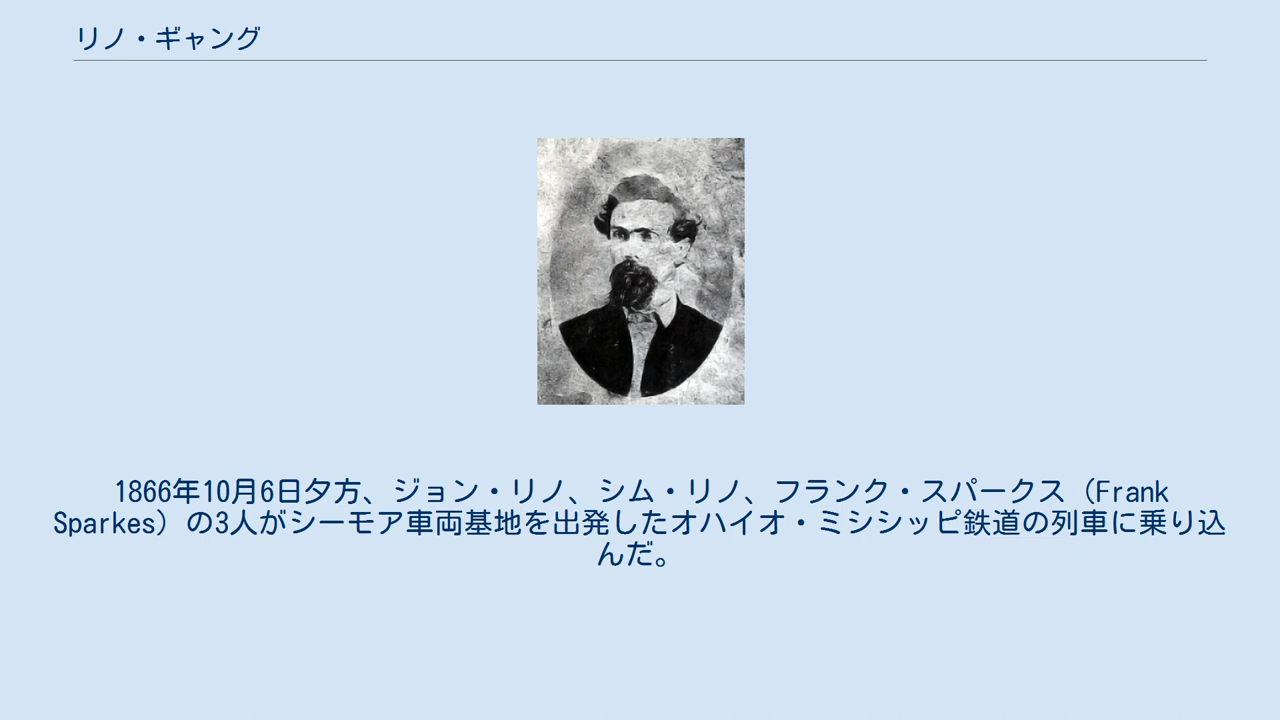 リノ・ギャング
1866年10月6日夕方、ジョン・リノ、シム・リノ、フランク・スパークス（Frank
Sparkes）の3人がシーモア車両基地を出発したオハイオ・ミシシッピ鉄道の列車に乗り込
んだ。